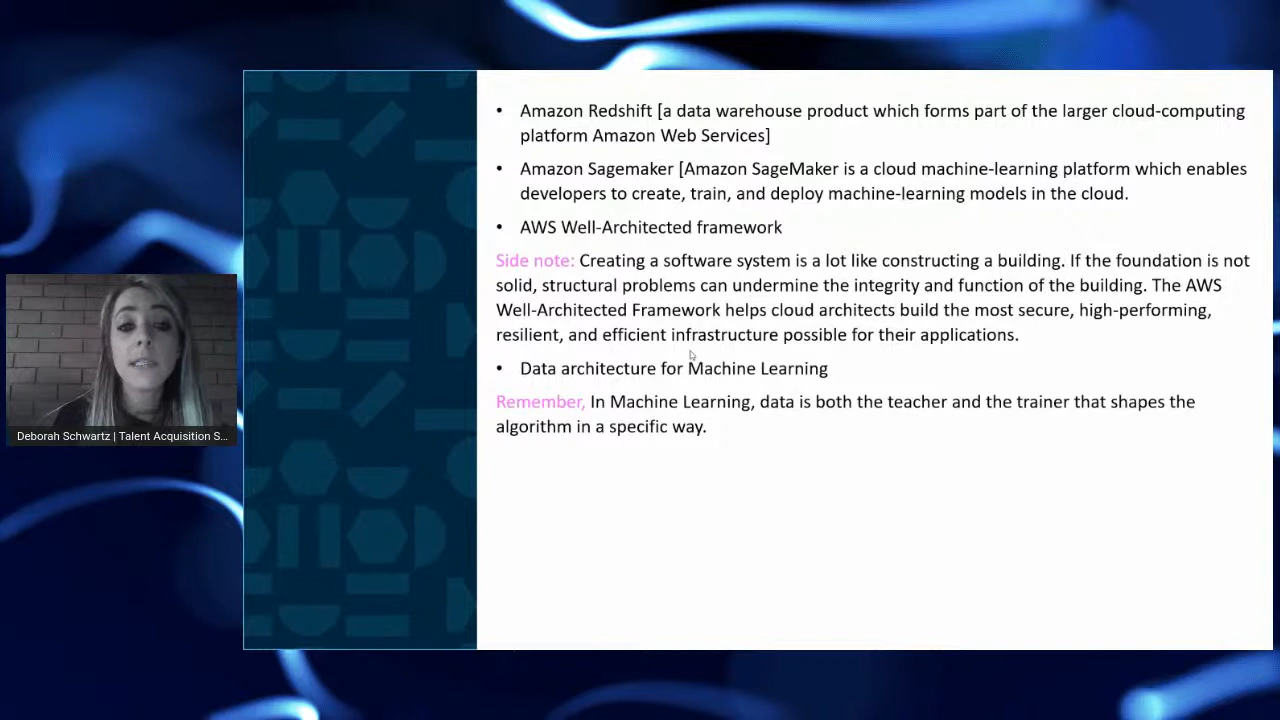 • Amazon Redshift [a data warehouse product which forms part of the larger cloud-computing
platform Amazon Web Services]
• Amazon Sagemaker [Amazon SageMaker is a cloud machine-learning platform which enables
developers to create, train, and deploy machine-learning models in the cloud.
• AWS Well-Architected framework
Side note: Creating a software system is a lot like constructing a building. If the foundation is not
solid, structural problems can undermine the integrity and function of the building. The AWS
Well-Architected Framework helps cloud architects build the most secure, high-performing,
resilient, and efficient infrastructure possible for their applications.
• Data architecture for Machine Learning
Remember, In Machine Learning, data is both the teacher and the trainer that shapes the
algorithm in a specific way.
Deborah Schwartz | Talent Acquisition S...